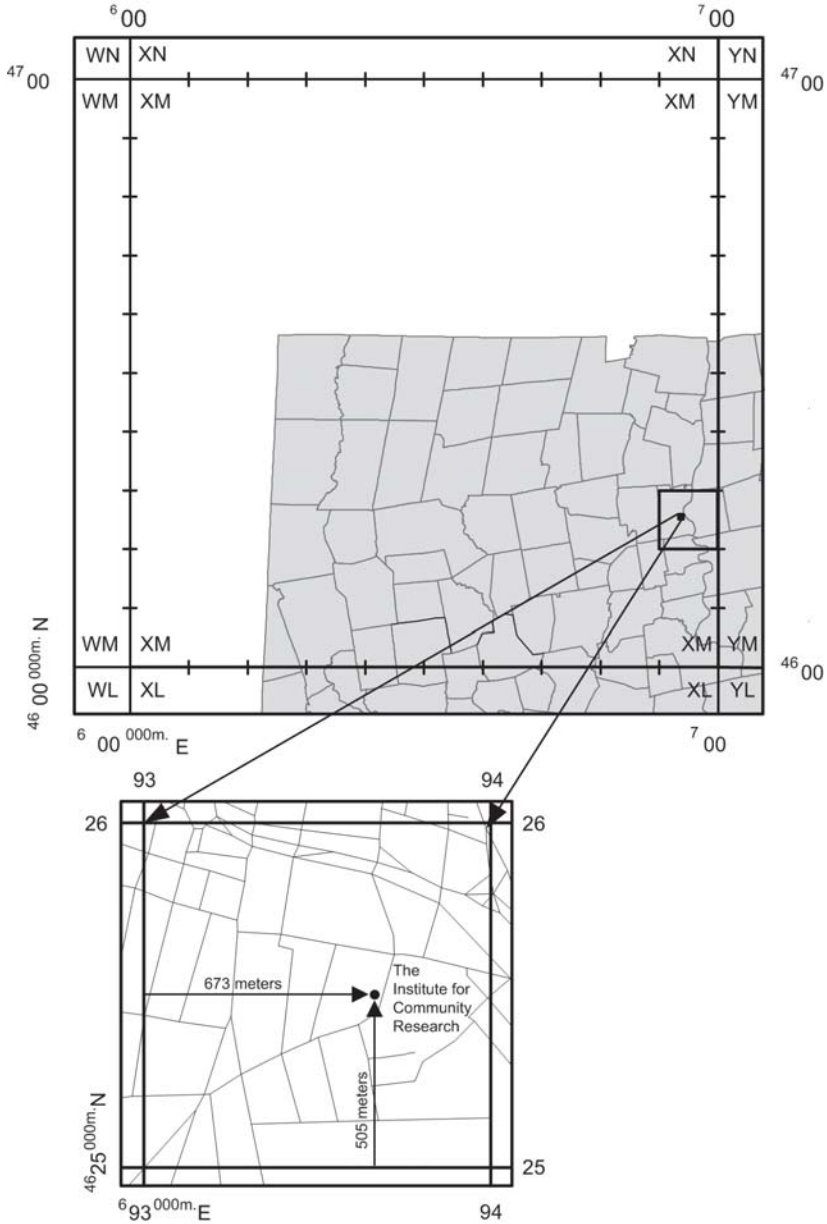 6 00 7 00
WN XN XN YN
47 00 47 00
WM XM XM YM
WM XM XM YM
46 00 000m. N 46 00
WL XL XL YL
6 00 000m. E 7 00
93 94
26 26
The
Institute for
Community
Research
673 meters
505 meters
46 25 000m. N 25
6 93 000m. E 94